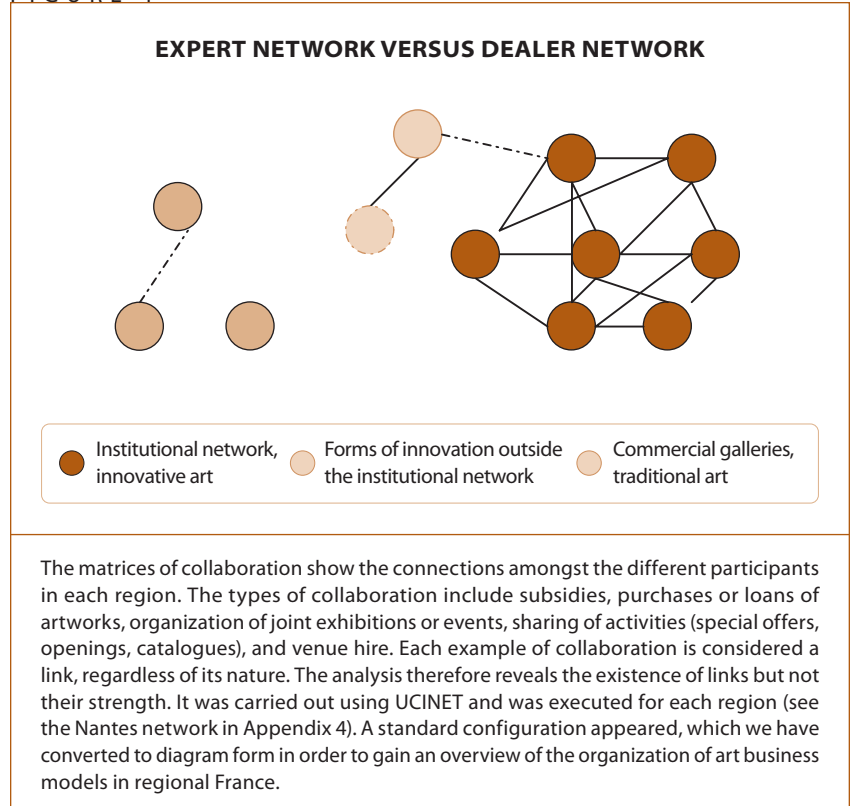 EXPERT NETWORK VERSUS DEALER NETWORK
Institutional network,
innovative art
Forms of innovation outside
the institutional network
Commercial galleries,
traditional art
The matrices of collaboration show the connections amongst the different participants
in each region. The types of collaboration include subsidies, purchases or loans of
artworks, organization of joint exhibitions or events, sharing of activities (special offers,
openings, catalogues), and venue hire. Each example of collaboration is considered a
link, regardless of its nature. The analysis therefore reveals the existence of links but not
their strength. It was carried out using UCINET and was executed for each region (see
the Nantes network in Appendix 4). A standard configuration appeared, which we have
converted to diagram form in order to gain an overview of the organization of art business
models in regional France.